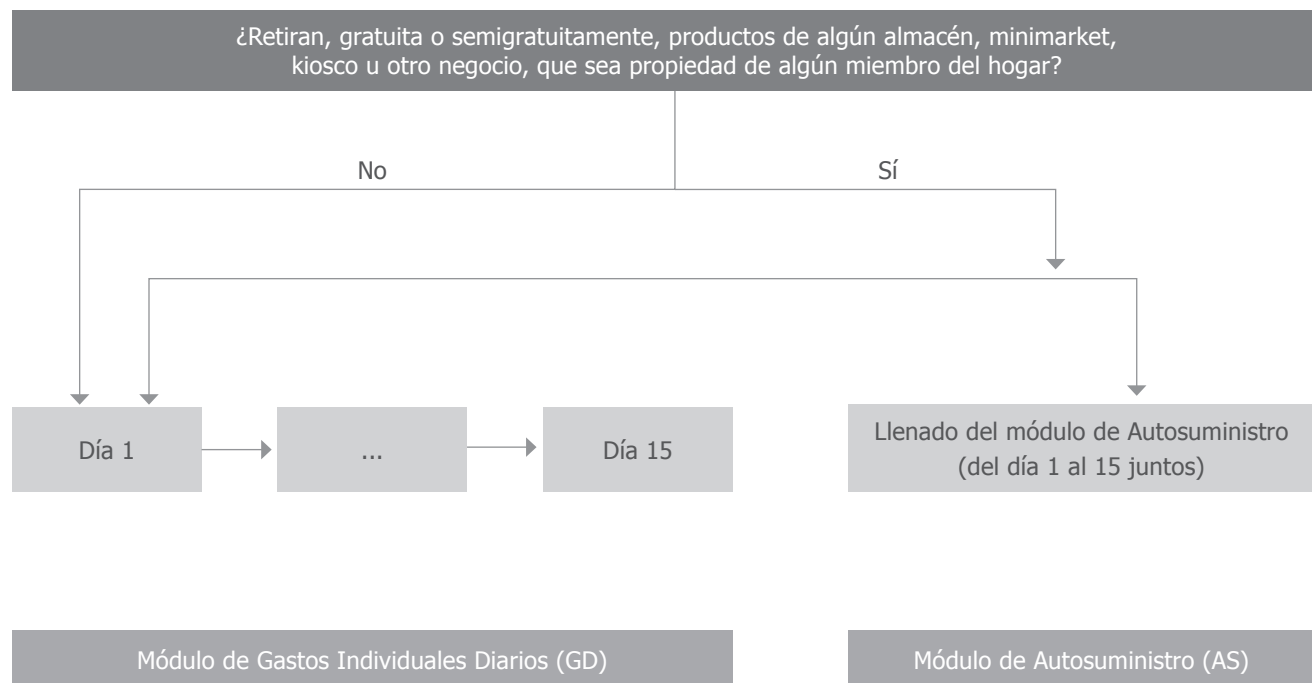 ¿Retiran, gratuita o semigratuitamente, productos de algún almacén, minimarket,
kiosco u otro negocio, que sea propiedad de algún miembro del hogar?
No
Sí
Día 1
...
Día 15
Llenado del módulo de Autosuministro
(del día 1 al 15 juntos)
Módulo de Gastos Individuales Diarios (GD)
Módulo de Autosuministro (AS)